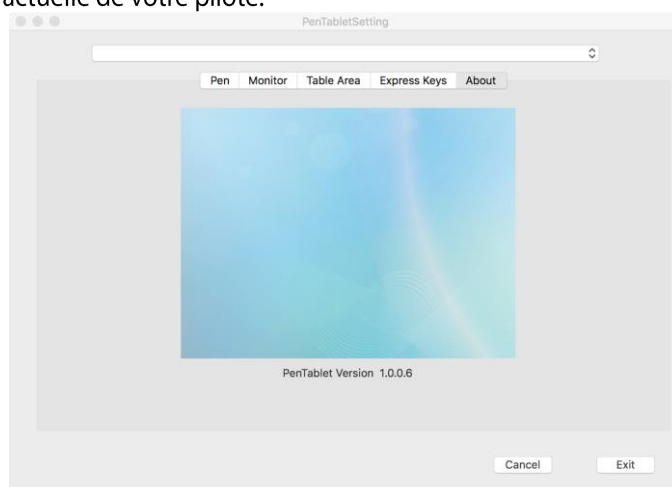 actuelle de votre pilote.
PenTabletSetting
Pen Monitor Table Area Express Keys About
PenTablet Version 1.0.0.6
Cancel Exit